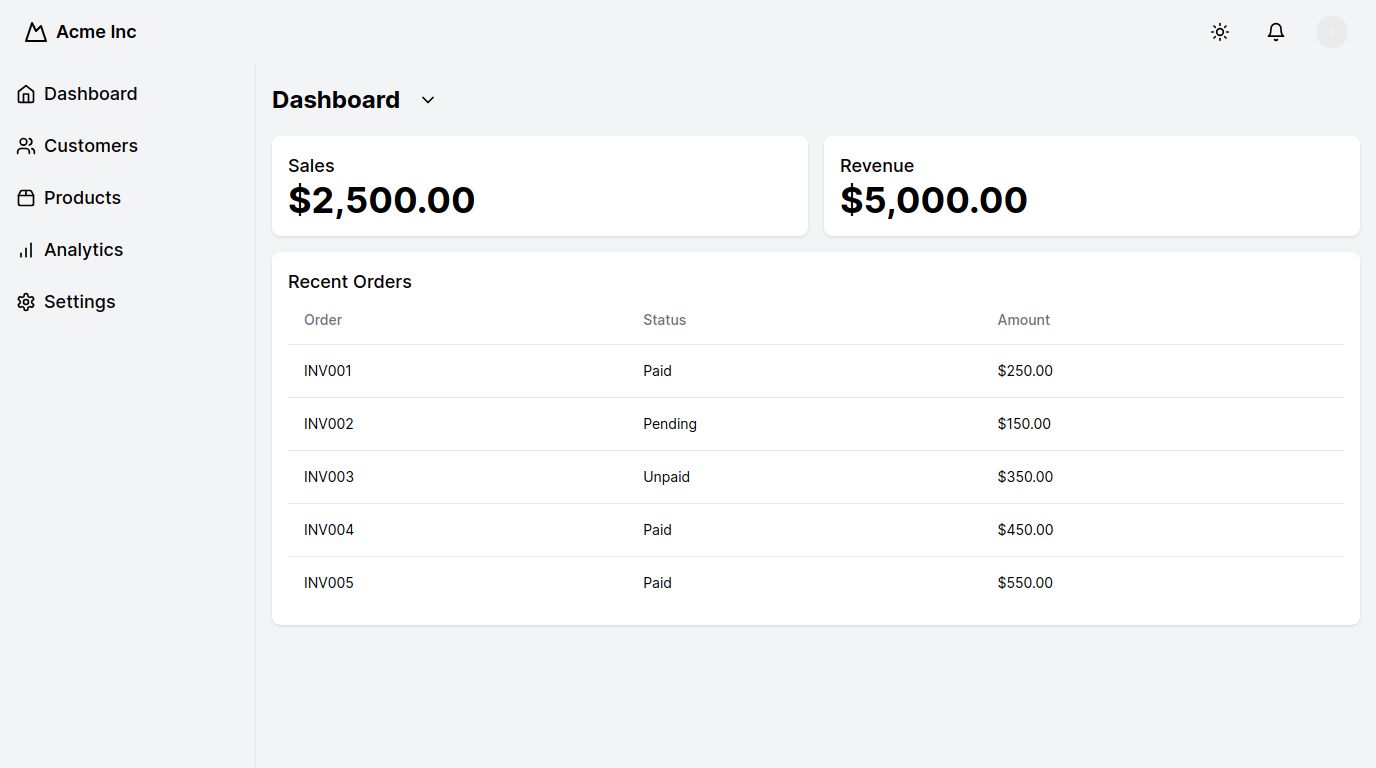 Acme Inc
Dashboard
Customers
Products
Analytics
Settings
Dashboard
Sales
$2,500.00
Revenue
$5,000.00
Recent Orders
Order Status Amount
INV001 Paid $250.00
INV002 Pending $150.00
INV003 Unpaid $350.00
INV004 Paid $450.00
INV005 Paid $550.00